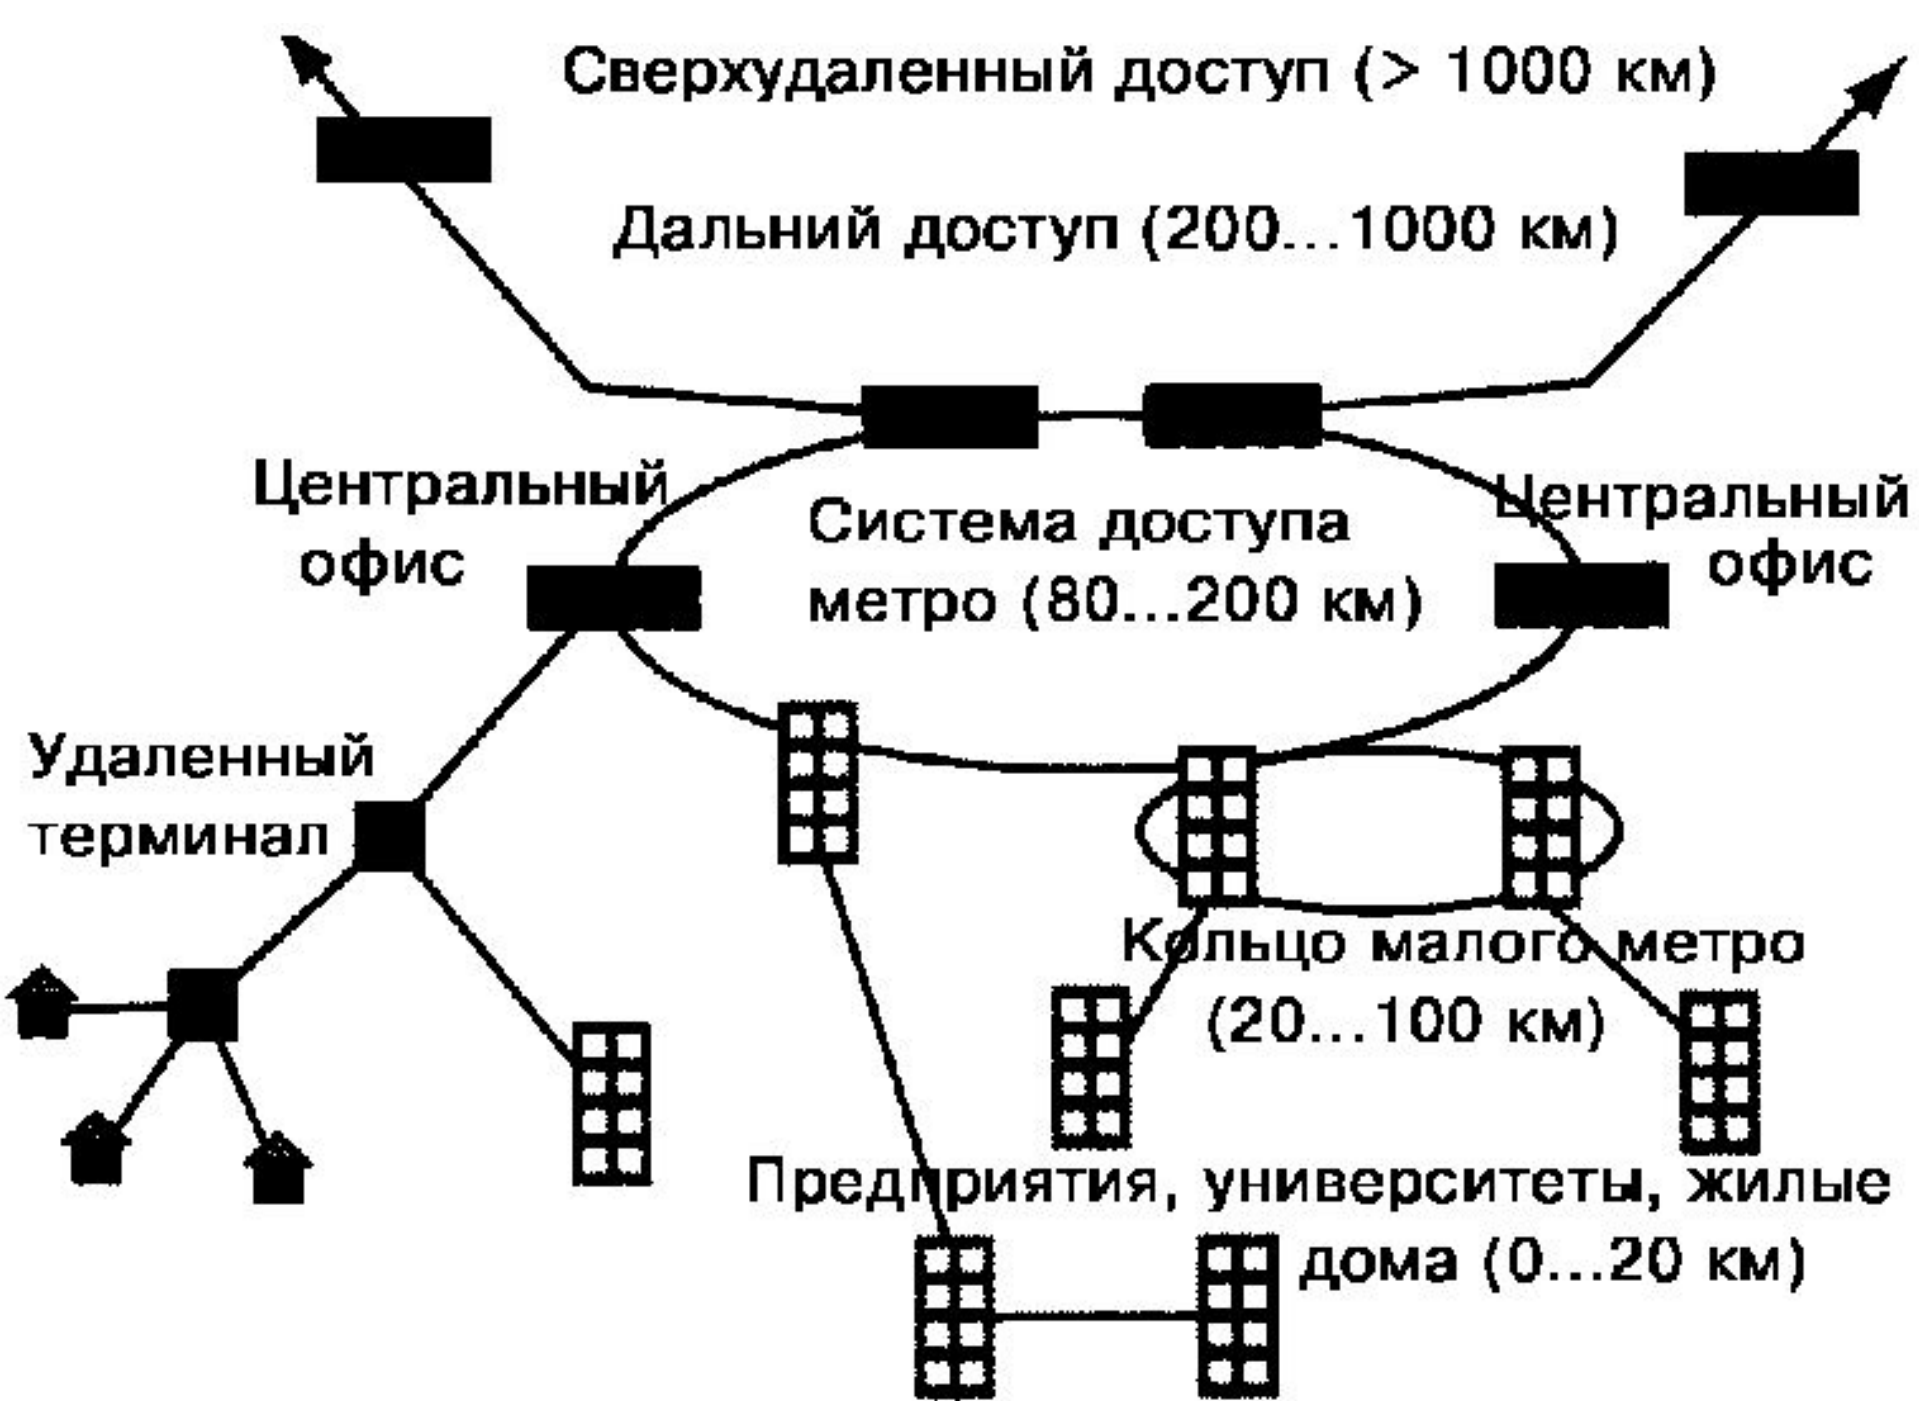 Сверхудаленный доступ (> 1000 км)
Дальний доступ (200...1000 км)
Центральный
офис
Система доступа
метро (80...200 км)
Центральный
офис
Удаленный
терминал
Кольцо малого метро
(20...100 км)
Предприятия, университеты, жилые
дома (0...20 км)